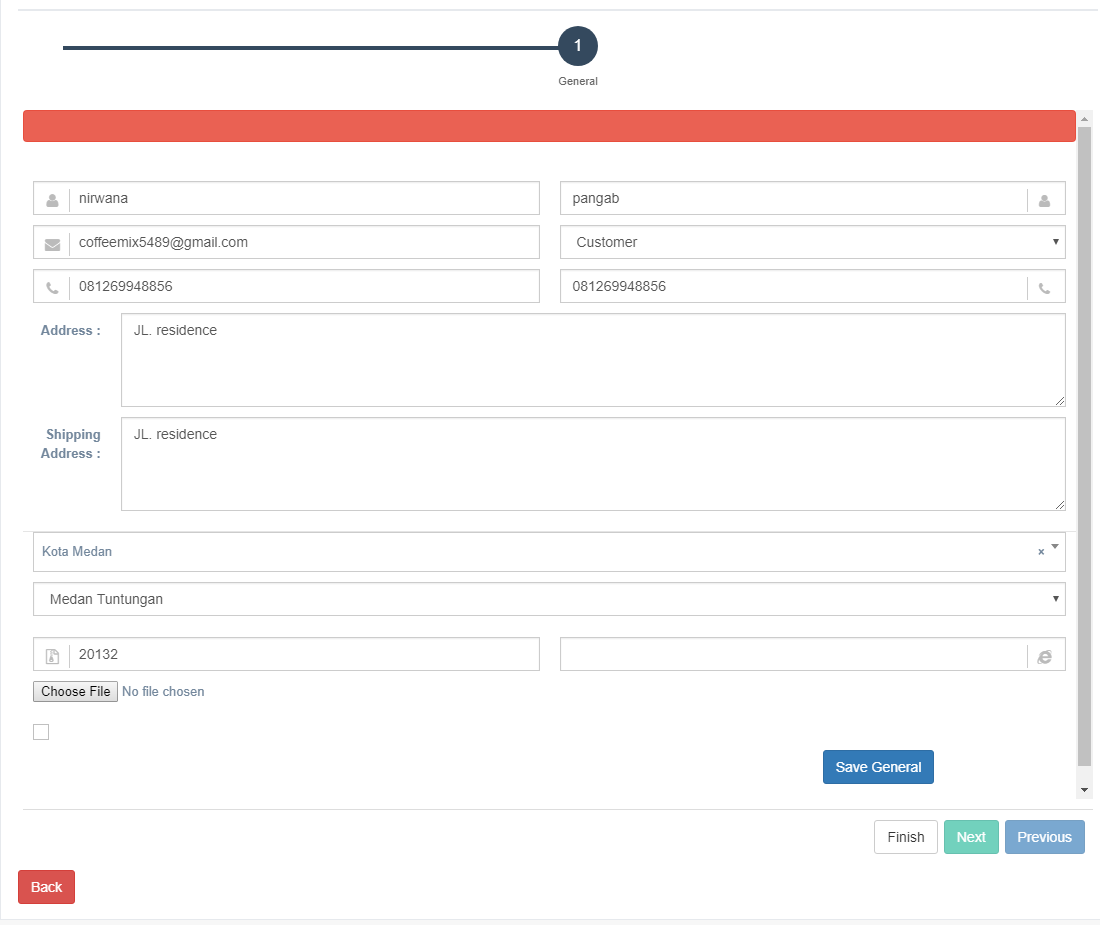 1
General
nirwana
pangab
coffeemix5489@gmail.com
Customer
081269948856
081269948856
Address :
JL. residence
Shipping
Address :
JL. residence
Kota Medan
×
Medan Tuntungan
20132
Choose File No file chosen
Save General
Finish
Next
Previous
Back